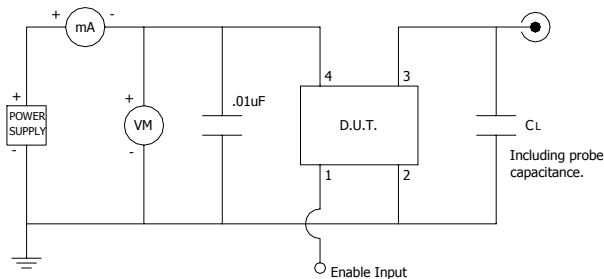 + mA -
+ POWER SUPPLY -
+ VM -
.01uF
4 3
D.U.T.
1 2
CL
Including probe
capacitance.
Enable Input